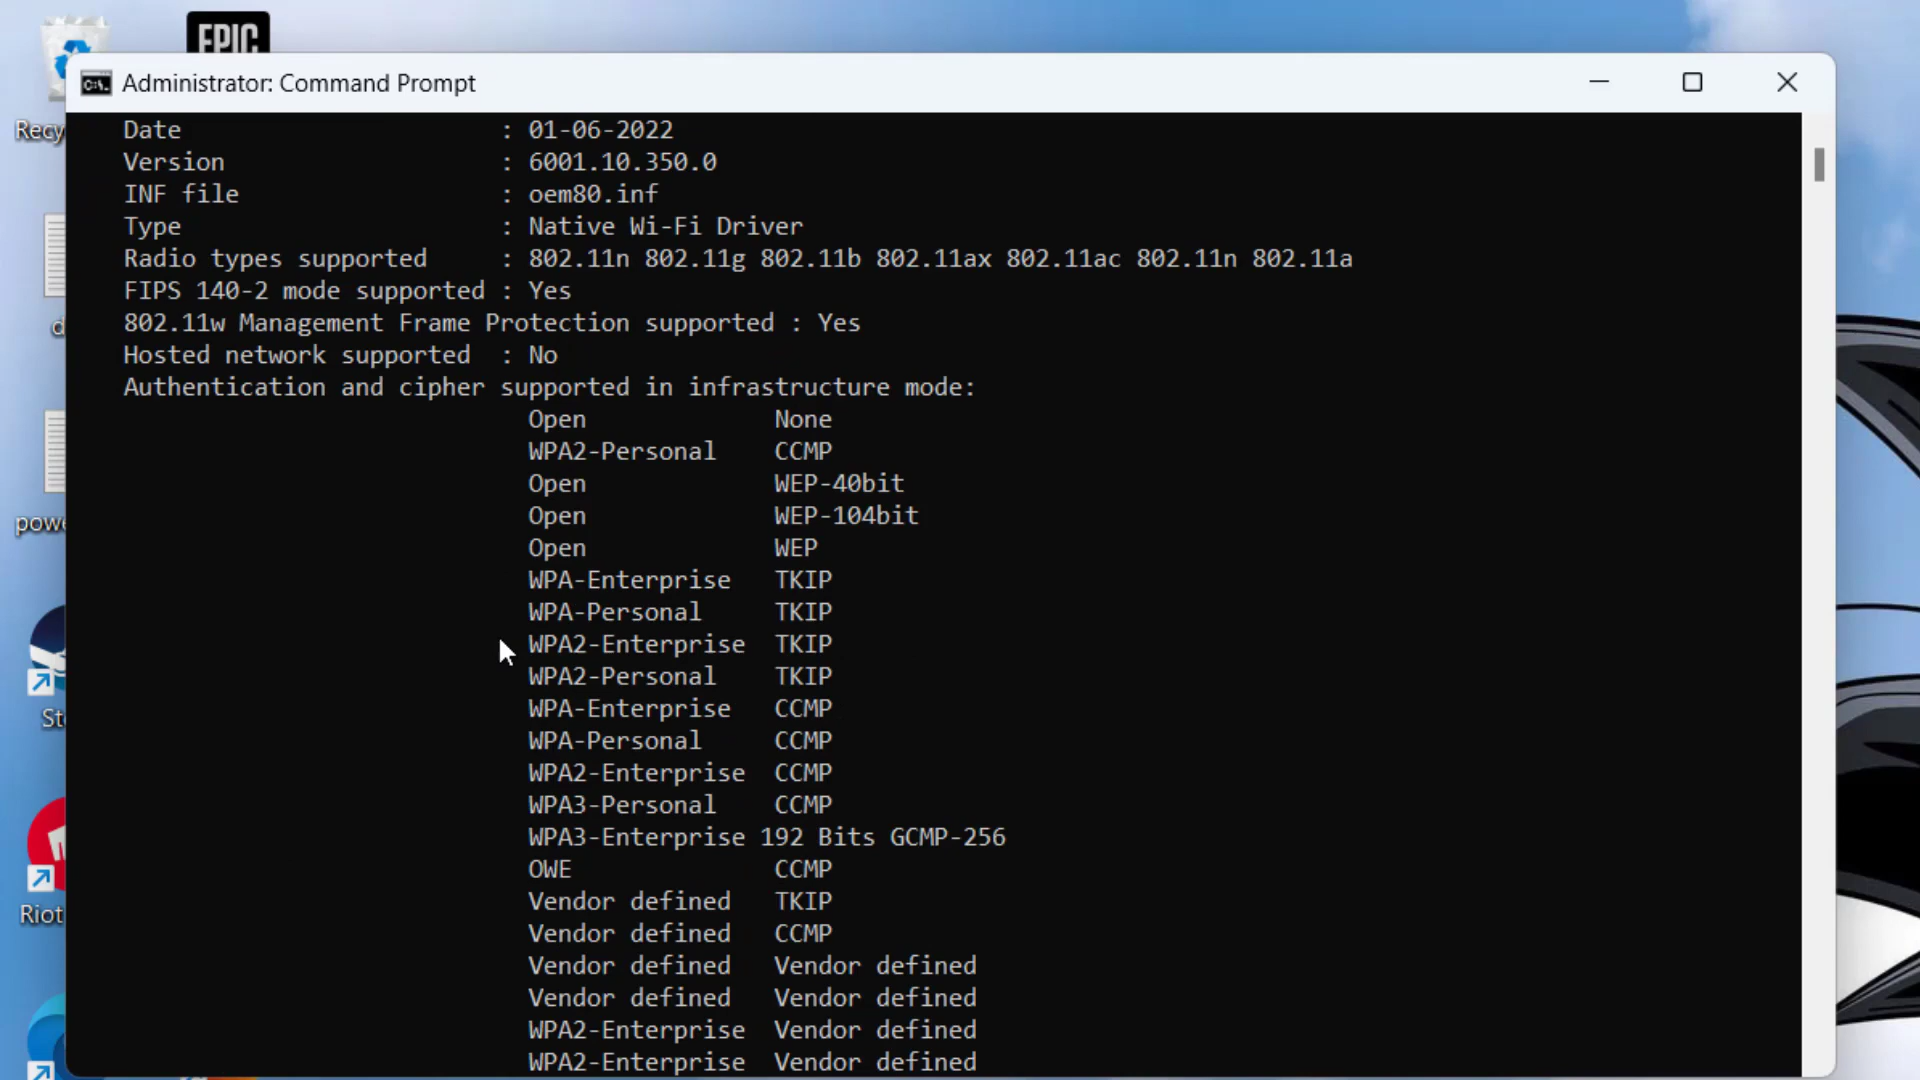 EPIC
Administrator: Command Prompt
Recy
Date : 01-06-2022
Version : 6001.10.350.0
INF file : oem80.inf
Type : Native Wi-Fi Driver
Radio types supported : 802.11n 802.11g 802.11b 802.11ax 802.11ac 802.11n 802.11a
FIPS 140-2 mode supported : Yes
802.11w Management Frame Protection supported : Yes
Hosted network supported : No
Authentication and cipher supported in infrastructure mode:
Open None
WPA2-Personal CCMP
Open WEP-40bit
Open WEP-104bit
Open WEP
WPA-Enterprise TKIP
WPA-Personal TKIP
WPA2-Enterprise TKIP
WPA2-Personal TKIP
WPA-Enterprise CCMP
WPA-Personal CCMP
WPA2-Enterprise CCMP
WPA3-Personal CCMP
WPA3-Enterprise 192 Bits GCMP-256
OWE CCMP
Vendor defined TKIP
Vendor defined CCMP
Vendor defined Vendor defined
Vendor defined Vendor defined
WPA2-Enterprise Vendor defined
WPA2-Enterprise Vendor defined
d
powe
St
Riot